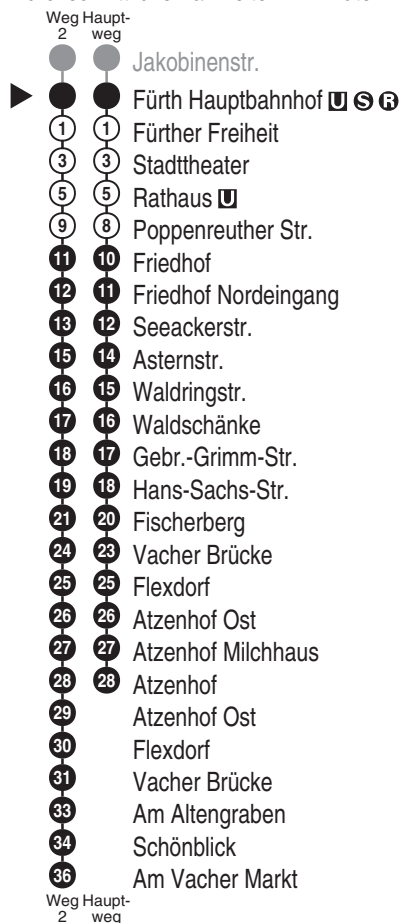 Weg Haupt-
2 weg
Jakobinenstr.
Fürth Hauptbahnhof U S R
1 1 Fürther Freiheit
3 3 Stadttheater
5 5 Rathaus U
9 8 Poppenreuther Str.
11 10 Friedhof
12 11 Friedhof Nordeingang
13 12 Seeackerstr.
15 14 Asternstr.
16 15 Waldringstr.
17 16 Waldschänke
18 17 Gebr.-Grimm-Str.
19 18 Hans-Sachs-Str.
21 20 Fischerberg
24 23 Vacher Brücke
25 25 Flexdorf
26 26 Atzenhof Ost
27 27 Atzenhof Milchhaus
28 28 Atzenhof
29 Atzenhof Ost
30 Flexdorf
31 Vacher Brücke
33 Am Altengraben
34 Schönblick
36 Am Vacher Markt
Weg Haupt-
2 weg